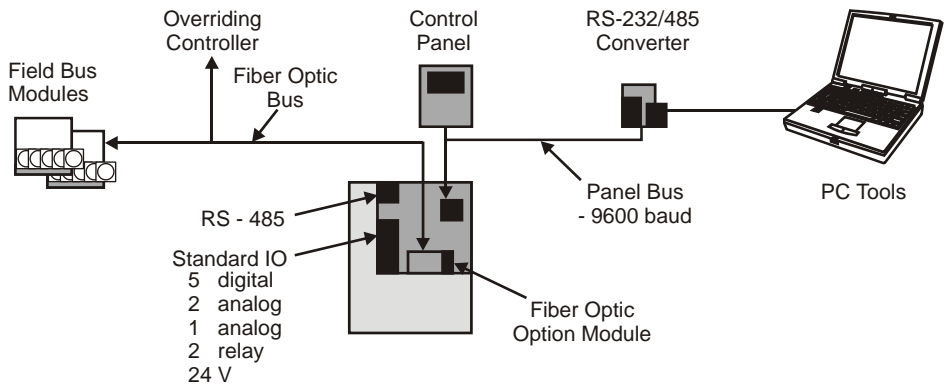 Overriding
Controller
Control
Panel
RS-232/485
Converter
Field Bus
Modules
Fiber Optic
Bus
RS - 485
Panel Bus
- 9600 baud
PC Tools
Standard IO
5 digital
2 analog
1 analog
2 relay
24 V
Fiber Optic
Option Module